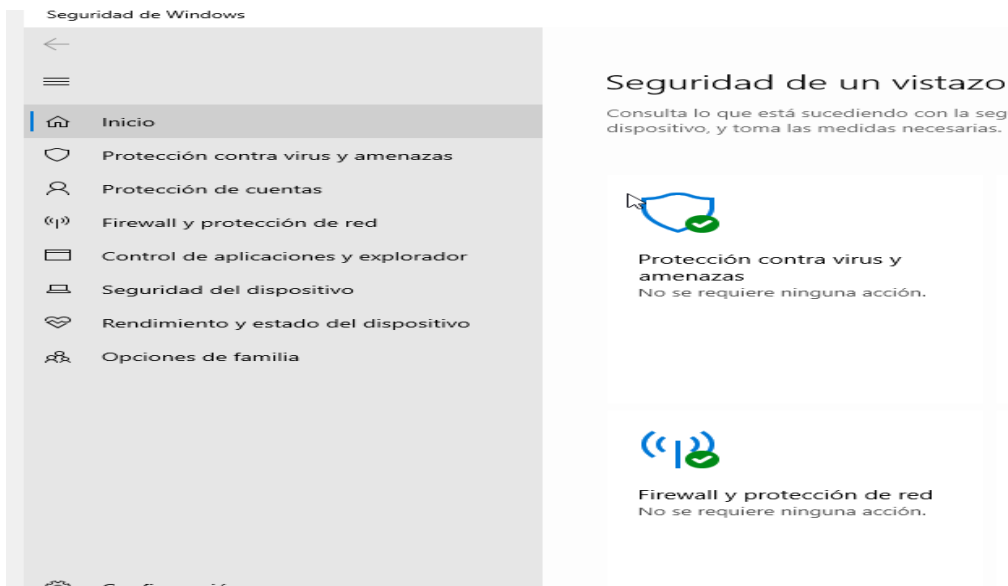 Seguridad de Windows
Inicio
Protección contra virus y amenazas
Protección de cuentas
Firewall y protección de red
Control de aplicaciones y explorador
Seguridad del dispositivo
Rendimiento y estado del dispositivo
Opciones de familia
Seguridad de un vistazo
Consulta lo que está sucediendo con la seg
dispositivo, y toma las medidas necesarias.
Protección contra virus y
amenazas
No se requiere ninguna acción.
Firewall y protección de red
No se requiere ninguna acción.